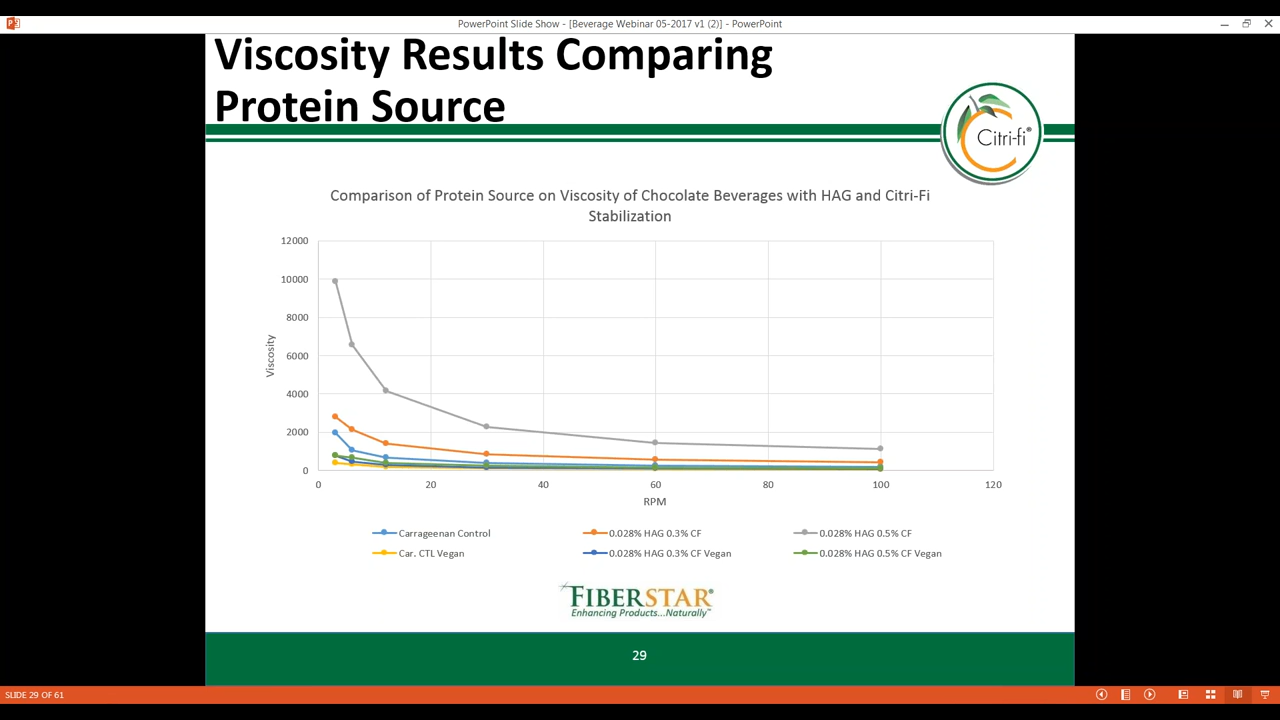 PowerPoint Slide Show - [Beverage Webinar 05-2017 v1 (2)] - PowerPoint
Viscosity Results Comparing
Protein Source
Citri-fi®
Comparison of Protein Source on Viscosity of Chocolate Beverages with HAG and Citri-Fi
Stabilization
12000
10000
8000
6000
4000
2000
0
Viscosity
0 20 40 60 80 100 120
RPM
Carrageenan Control 0.028% HAG 0.3% CF 0.028% HAG 0.5% CF
Car. CTL Vegan 0.028% HAG 0.3% CF Vegan 0.028% HAG 0.5% CF Vegan
FIBERSTAR®
Enhancing Products...Naturally™
29
SLIDE 29 OF 61